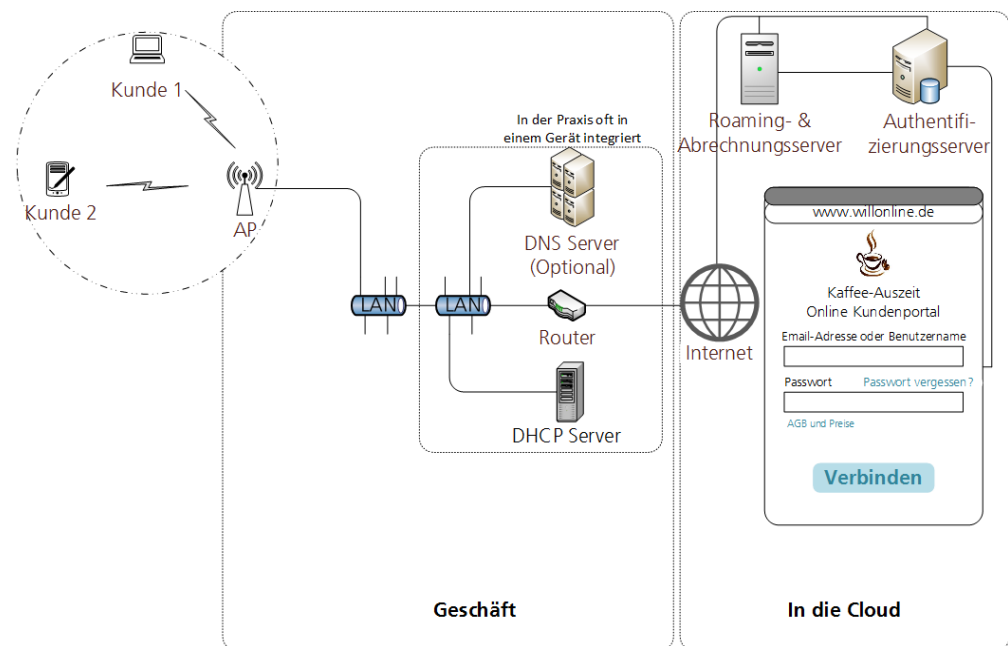 Kunde 1
Kunde 2
AP
In der Praxis oft in
einem Gerät integriert
DNS Server
(Optional)
LAN
LAN
Router
DHCP Server
Geschäft
Internet
Roaming- &
Abrechnungsserver
Authentifi-
zierungsserver
www.willonline.de
Kaffee-Auszeit
Online Kundenportal
Email-Adresse oder Benutzername
Passwort Passwort vergessen?
AGB und Preise
Verbinden
In die Cloud